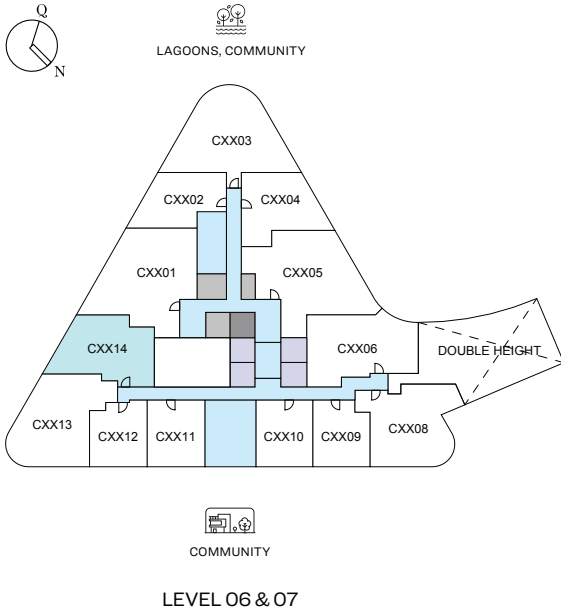 Q
N
LAGOONS, COMMUNITY
CXX03
CXX02
CXX04
CXX01
CXX05
CXX14
CXX06
DOUBLE HEIGHT
CXX13
CXX12
CXX11
CXX10
CXX09
CXX08
COMMUNITY
LEVEL 06 & 07